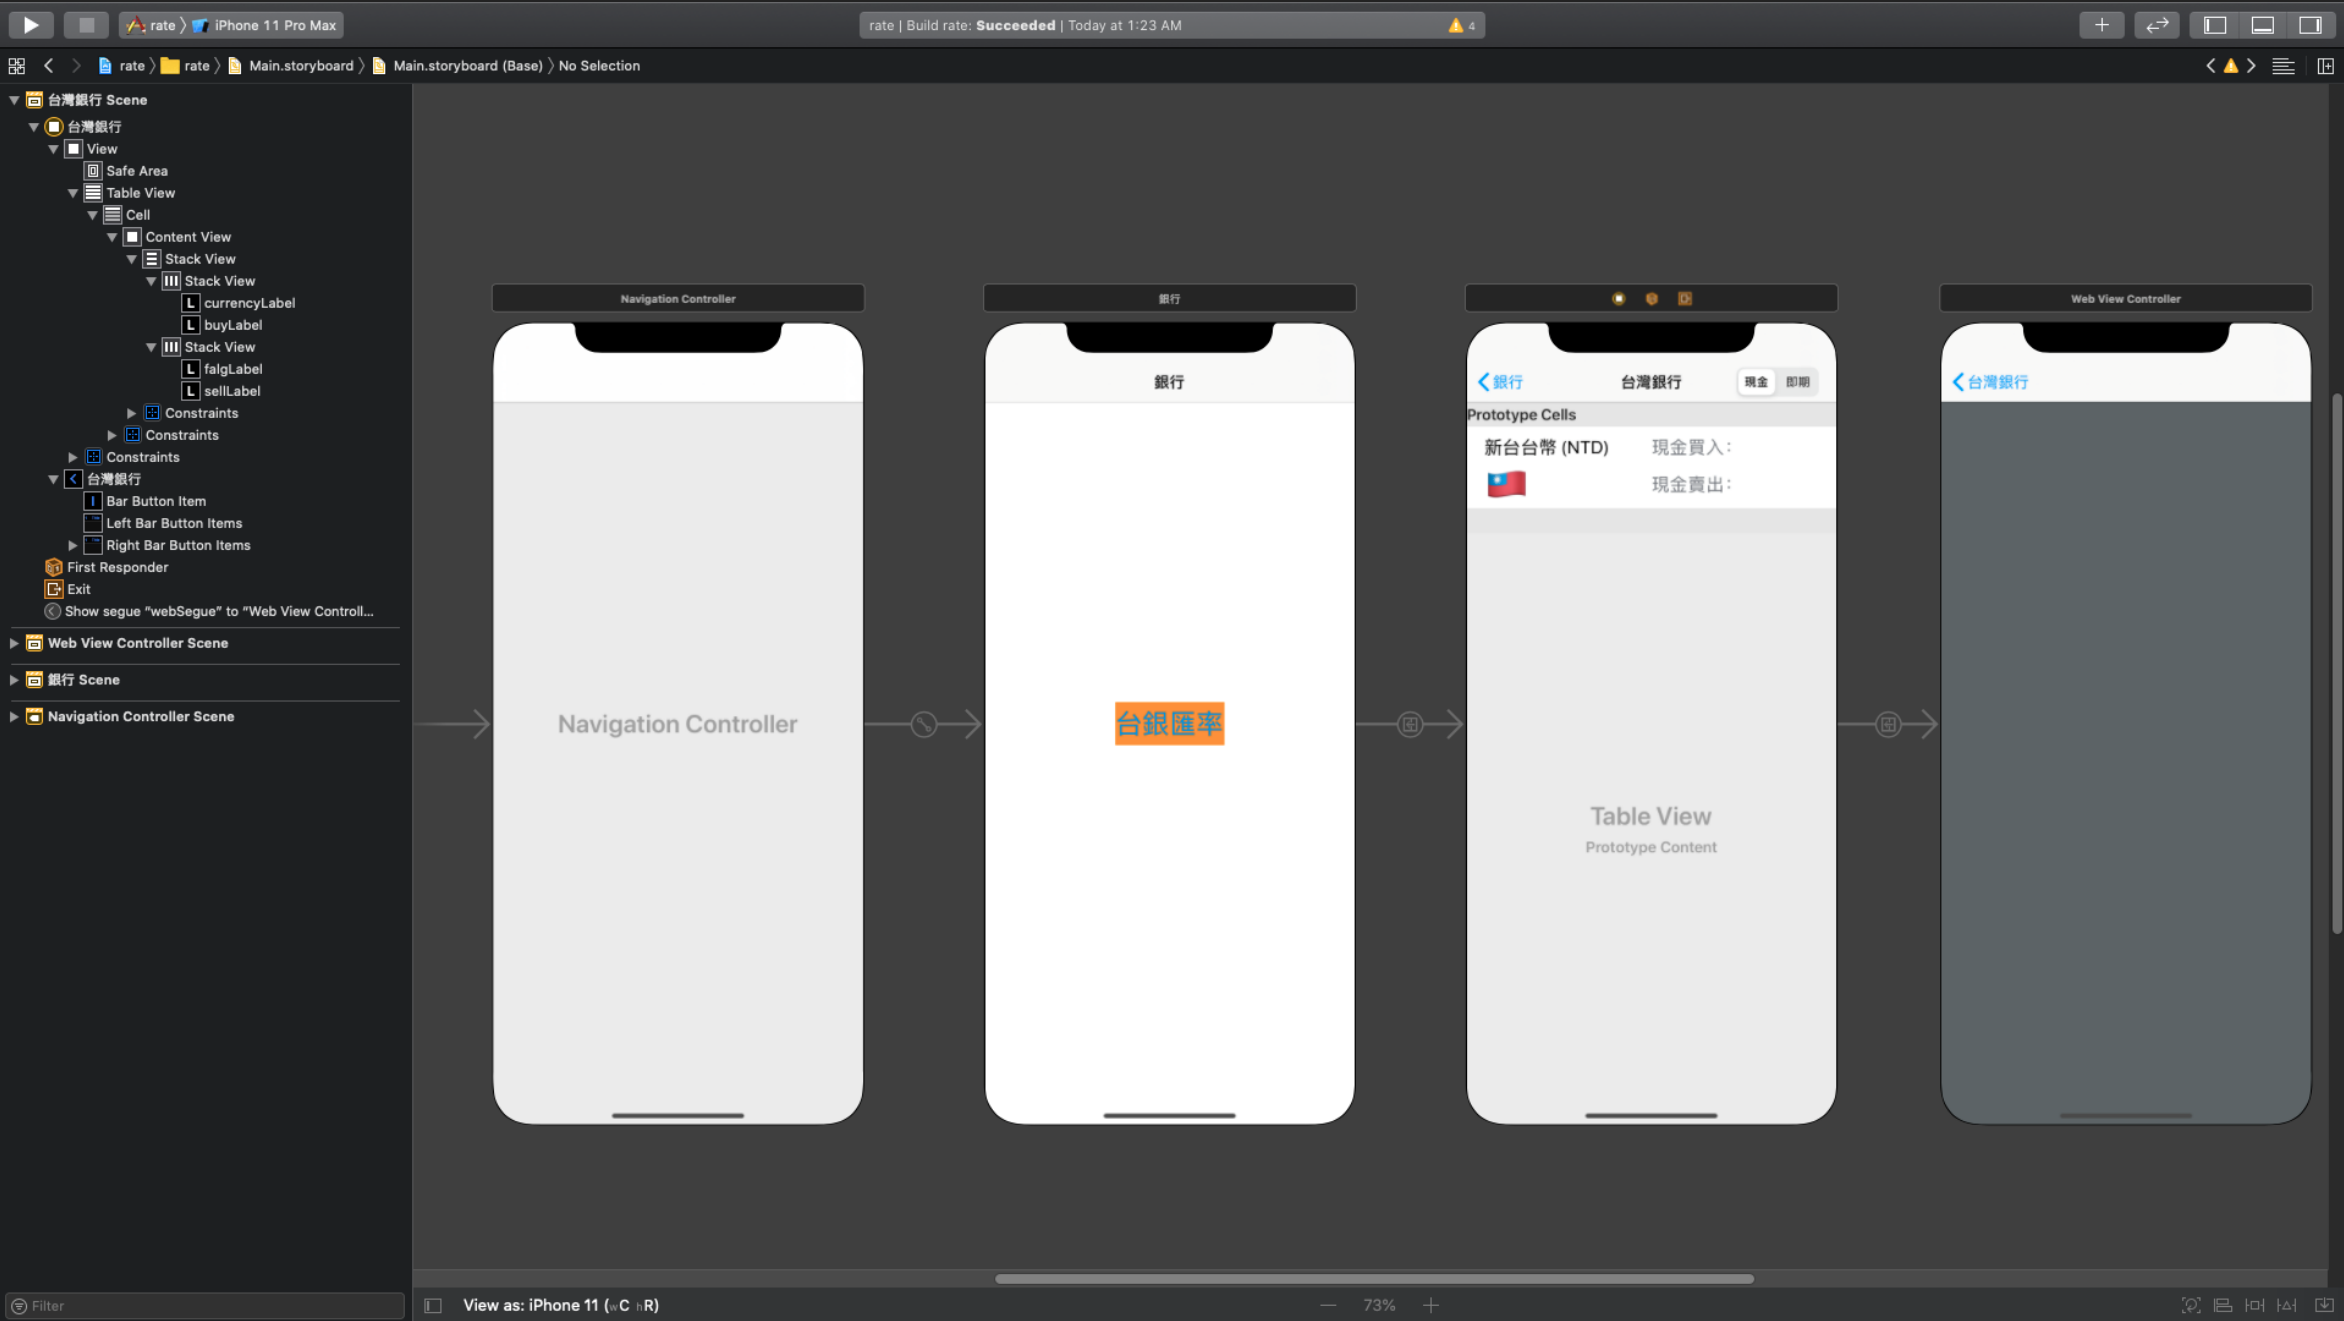 rate iPhone 11 Pro Max
rate | Build rate: Succeeded | Today at 1:23 AM
4
rate rate Main.storyboard Main.storyboard (Base) No Selection
台灣銀行 Scene
台灣銀行
View
Safe Area
Table View
Cell
Content View
Stack View
Stack View
currencyLabel
buyLabel
Stack View
falgLabel
sellLabel
Constraints
Constraints
Constraints
台灣銀行
Bar Button Item
Left Bar Button Items
Right Bar Button Items
First Responder
Exit
Show segue “webSegue” to “Web View Controll...
Web View Controller Scene
銀行 Scene
Navigation Controller Scene
Filter
Navigation Controller
Navigation Controller
銀行
銀行
台銀匯率
銀行 台灣銀行 現金 即期
Prototype Cells
新台台幣 (NTD) 現金買入:
現金賣出:
Table View
Prototype Content
Web View Controller
台灣銀行
View as: iPhone 11 (wC hR)
73%